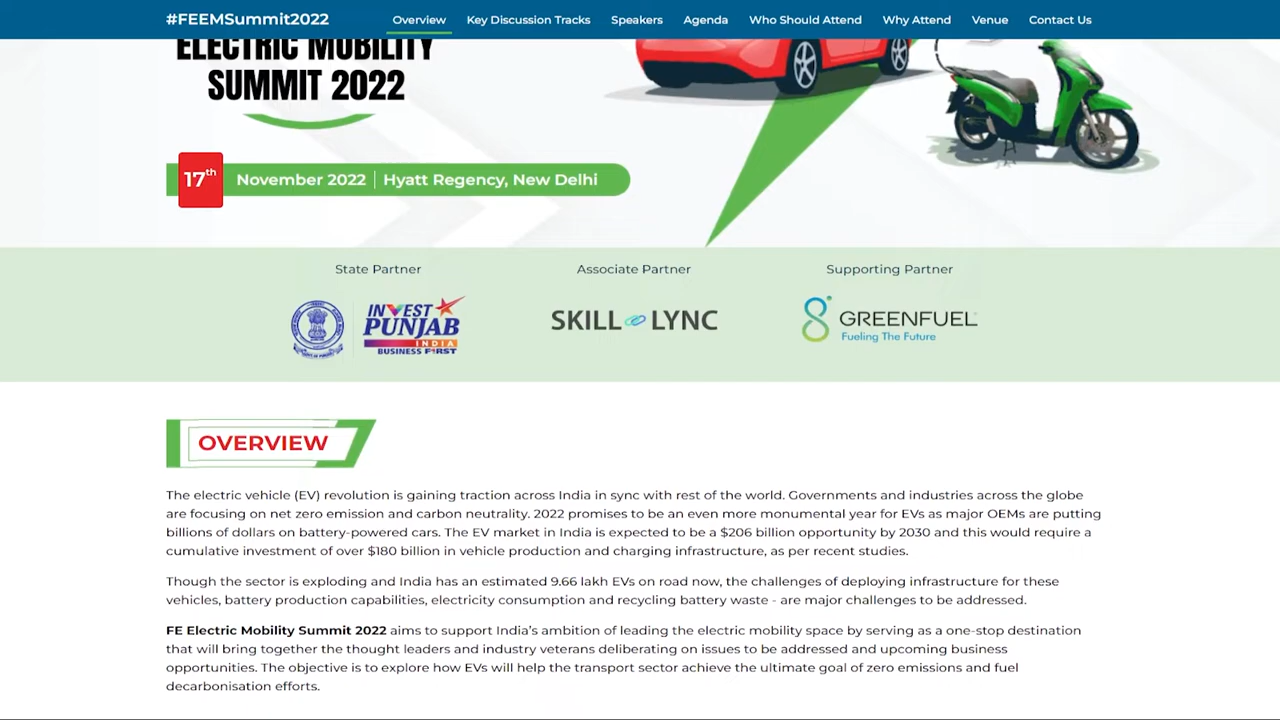 #FEEMSummit2022 Overview Key Discussion Tracks Speakers Agenda Who Should Attend Why Attend Venue Contact Us
ELECTRIC MOBILITY
SUMMIT 2022
17th November 2022 | Hyatt Regency, New Delhi
State Partner Associate Partner Supporting Partner
INVEST
PUNJAB
INDIA
BUSINESS FIRST
SKILL LYNC
GREENFUEL
Fueling The Future
OVERVIEW
The electric vehicle (EV) revolution is gaining traction across India in sync with rest of the world. Governments and industries across the globe
are focusing on net zero emission and carbon neutrality. 2022 promises to be an even more monumental year for EVs as major OEMs are putting
billions of dollars on battery-powered cars. The EV market in India is expected to be a $206 billion opportunity by 2030 and this would require a
cumulative investment of over $180 billion in vehicle production and charging infrastructure, as per recent studies.
Though the sector is exploding and India has an estimated 9.66 lakh EVs on road now, the challenges of deploying infrastructure for these
vehicles, battery production capabilities, electricity consumption and recycling battery waste - are major challenges to be addressed.
FE Electric Mobility Summit 2022 aims to support India's ambition of leading the electric mobility space by serving as a one-stop destination
that will bring together the thought leaders and industry veterans deliberating on issues to be addressed and upcoming business
opportunities. The objective is to explore how EVs will help the transport sector achieve the ultimate goal of zero emissions and fuel
decarbonisation efforts.